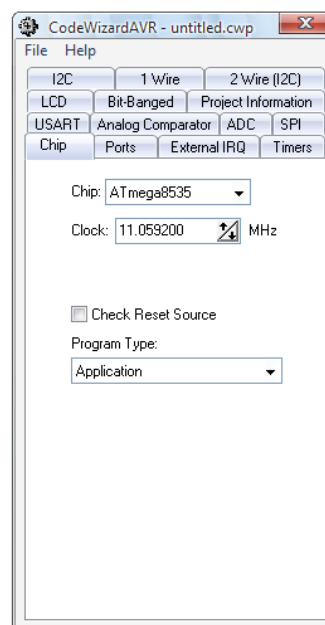 CodeWizardAVR - untitled.cwp
File Help
I2C 1 Wire 2 Wire (I2C)
LCD Bit-Banged Project Information
USART Analog Comparator ADC SPI
Chip Ports External IRQ Timers
Chip: ATmega8535
Clock: 11.059200 MHz
Check Reset Source
Program Type:
Application